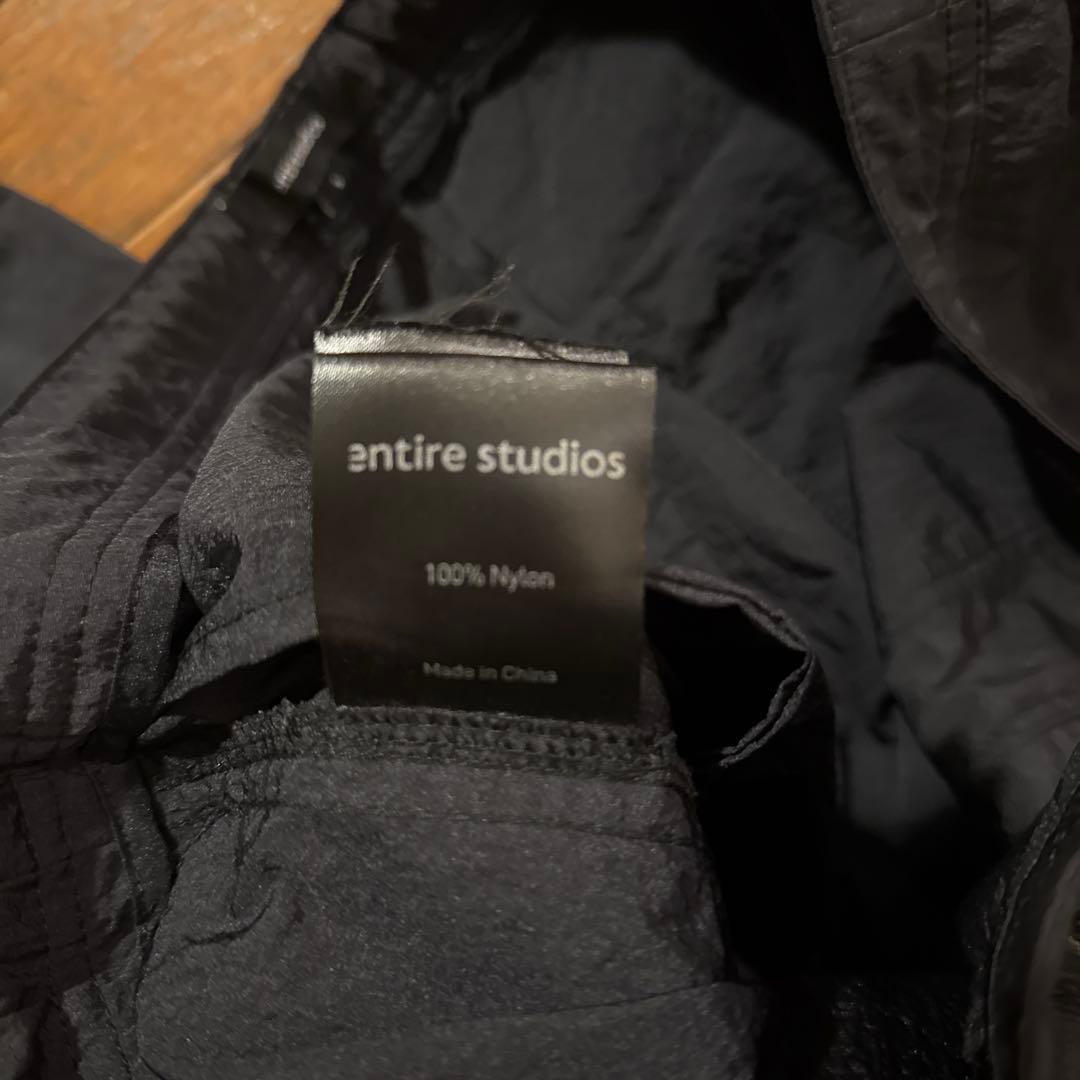 entire studios
100% Nylon
Made in China